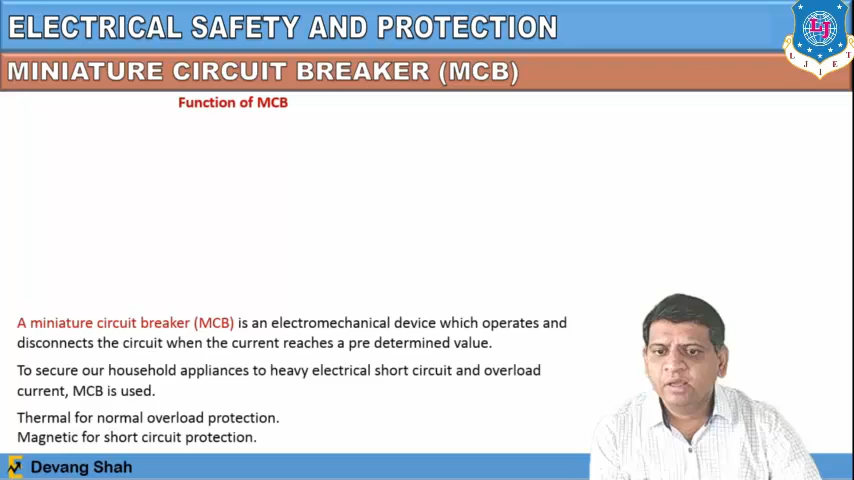 ELECTRICAL SAFETY AND PROTECTION
MINIATURE CIRCUIT BREAKER (MCB)
LJ
L J I E T
Function of MCB
A miniature circuit breaker (MCB) is an electromechanical device which operates and
disconnects the circuit when the current reaches a pre determined value.
To secure our household appliances to heavy electrical short circuit and overload
current, MCB is used.
Thermal for normal overload protection.
Magnetic for short circuit protection.
Devang Shah